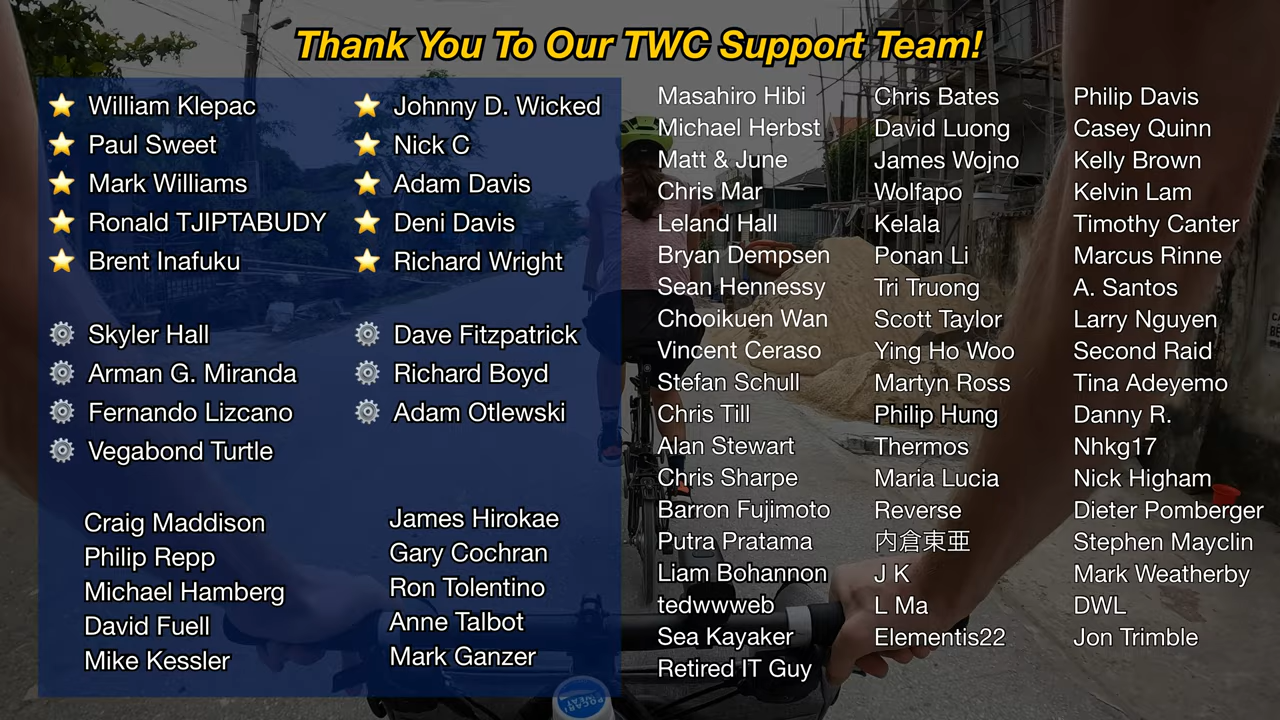 Thank You To Our TWC Support Team!
William Klepac
Paul Sweet
Mark Williams
Ronald TJIPTABUDY
Brent Inafuku
Johnny D. Wicked
Nick C
Adam Davis
Deni Davis
Richard Wright
Skyler Hall
Arman G. Miranda
Fernando Lizcano
Vegabond Turtle
Dave Fitzpatrick
Richard Boyd
Adam Otlewski
Craig Maddison
Philip Repp
Michael Hamberg
David Fuell
Mike Kessler
James Hirokae
Gary Cochran
Ron Tolentino
Anne Talbot
Mark Ganzer
Masahiro Hibi
Michael Herbst
Matt & June
Chris Mar
Leland Hall
Bryan Dempsen
Sean Hennessy
Chooikuen Wan
Vincent Ceraso
Stefan Schull
Chris Till
Alan Stewart
Chris Sharpe
Barron Fujimoto
Putra Pratama
Liam Bohannon
tedwwweb
Sea Kayaker
Retired IT Guy
Chris Bates
David Luong
James Wojno
Wolfapo
Kelala
Ponan Li
Tri Truong
Scott Taylor
Ying Ho Woo
Martyn Ross
Philip Hung
Thermos
Maria Lucia
Reverse
内倉東亜
J K
L Ma
Elementis22
Philip Davis
Casey Quinn
Kelly Brown
Kelvin Lam
Timothy Canter
Marcus Rinne
A. Santos
Larry Nguyen
Second Raid
Tina Adeyemo
Danny R.
Nhkg17
Nick Higham
Dieter Pomberger
Stephen Mayclin
Mark Weatherby
DWL
Jon Trimble
POCARI
SWEAT